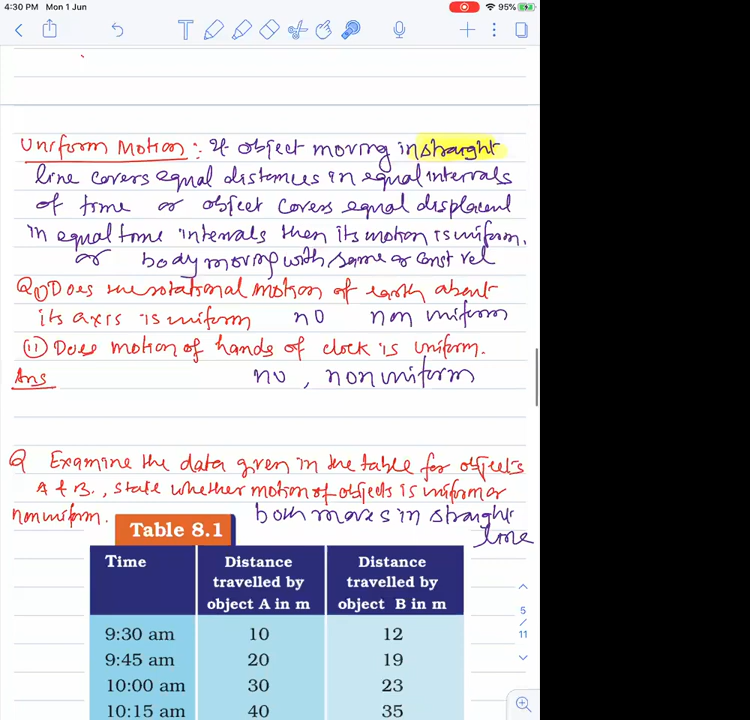 4:30 PM Mon 1 Jun
95%
Uniform Motion : If object moving in straight
line covers equal distances in equal intervals
of time or object covers equal displacent
in equal time intervals then its motion is uniform.
or body moving with same or const vel
Q (i) Does the rotational motion of earth about
its axis is uniform no non uniform
(ii) Does motion of hands of clock is uniform.
Ans no, nonuniform
Q Examine the data given in the table for objects
A & B., state whether motion of objects is uniform or
nonuniform. both moves in straight
line
Table 8.1
Time Distance travelled by object A in m Distance travelled by object B in m
9:30 am 10 12
9:45 am 20 19
10:00 am 30 23
10:15 am 40 35
5
/
11